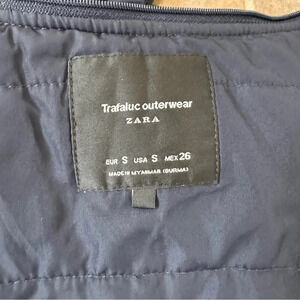 Trafaluc outerwear
ZARA
EUR S USA S MEX 26
MADE IN MYANMAR (BURMA)